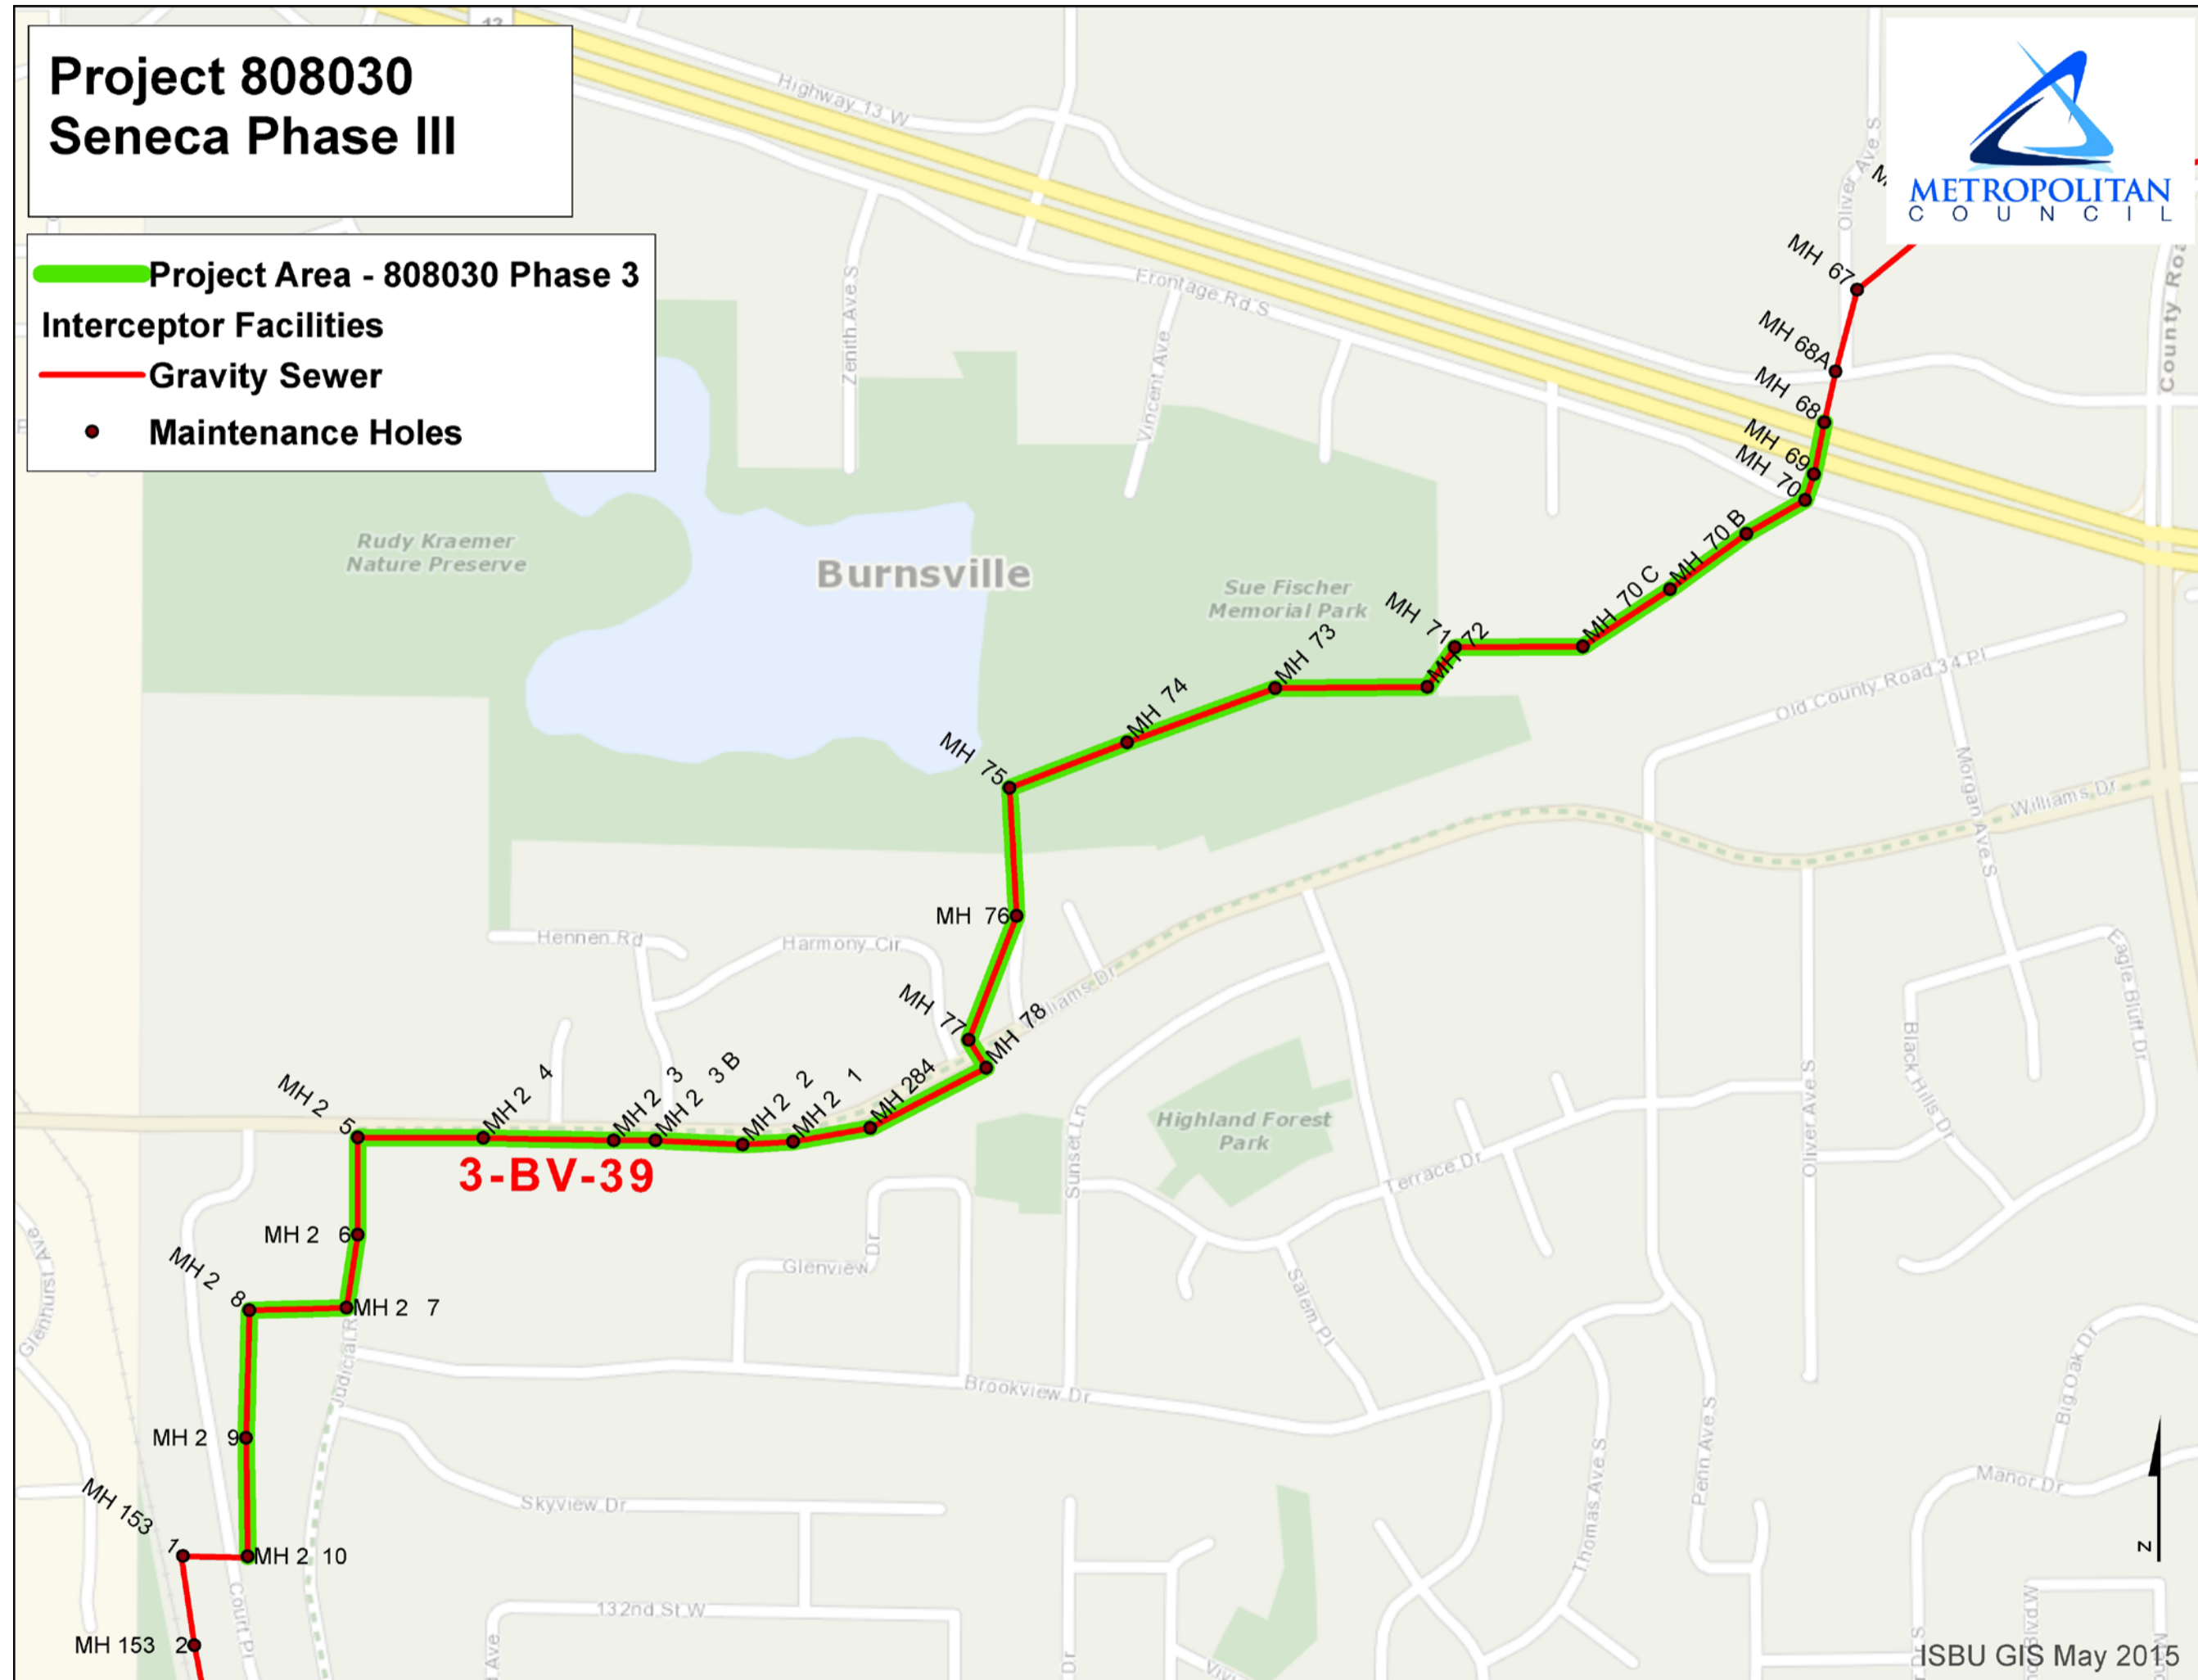 Project 808030
Seneca Phase III
Project Area - 808030 Phase 3
Interceptor Facilities
Gravity Sewer
Maintenance Holes
METROPOLITAN
COUNCIL
13
Highway 13 W
Oliver Ave S
Frontage Rd S
Zenith Ave S
Vincent Ave
MH 67
MH 68A
MH 68
MH 69
MH 70
MH 70 B
MH 70 C
MH 71
MH 72
MH 73
MH 74
MH 75
MH 76
MH 77
MH 78
Rudy Kraemer
Nature Preserve
Burnsville
Sue Fischer
Memorial Park
Old County Road 34 Pl
Morgan Ave S
Williams Dr
Hennen Rd
Harmony Cir
MH 284
MH 2 1
MH 2 2
MH 2 3 B
MH 2 3
MH 2 4
MH 2 5
3-BV-39
MH 2 6
MH 2 7
MH 2 8
MH 2 9
MH 2 10
MH 153 1
MH 153 2
Highland Forest
Park
Sunset Ln
Terrace Dr
Oliver Ave S
Black Hills Dr
Eagle Bluff Dr
Glenview Dr
Salem Pl
Brookview Dr
Glenhurst Ave
Skyview Dr
132nd St W
Court Pl
Thomas Ave S
Penn Ave S
Big Oak Dr
Manor Dr
N
ISBU GIS May 2015